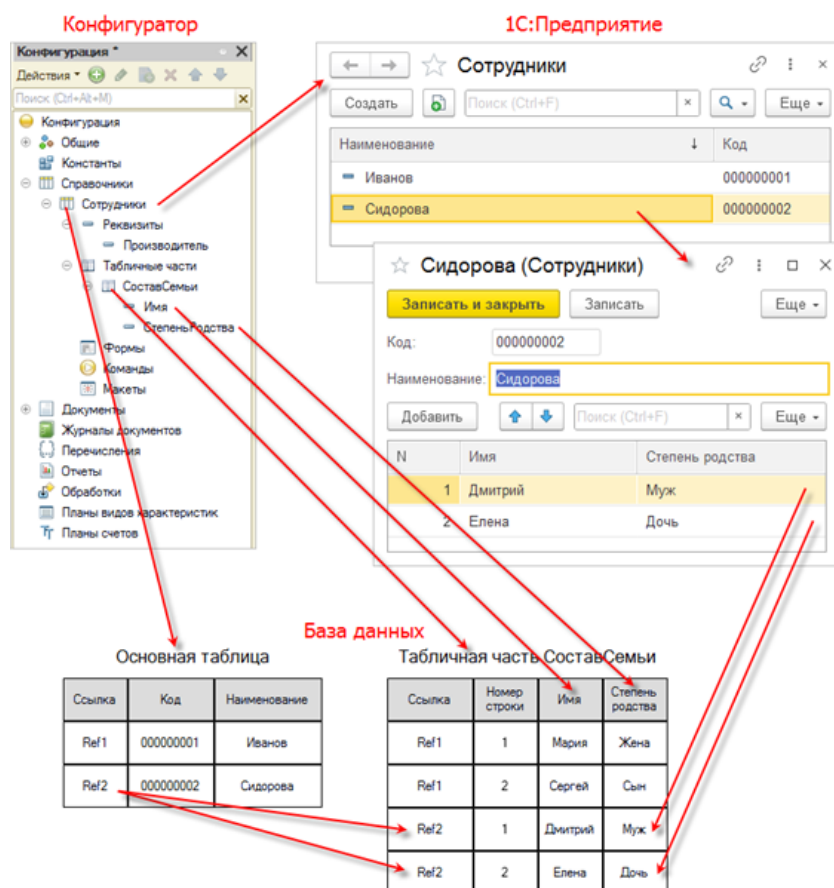 Конфигуратор
Конфигурация *
Действия
Поиск (Ctrl+Alt+M)
Конфигурация
Общие
Константы
Справочники
Сотрудники
Реквизиты
Производитель
Табличные части
СоставСемьи
Имя
СтепеньРодства
Формы
Команды
Макеты
Документы
Журналы документов
Перечисления
Отчеты
Обработки
Планы видов характеристик
Планы счетов
1С:Предприятие
Сотрудники
Создать Поиск (Ctrl+F) Еще
Наименование Код
Иванов 000000001
Сидорова 000000002
Сидорова (Сотрудники)
Записать и закрыть Записать Еще
Код: 000000002
Наименование: Сидорова
Добавить Поиск (Ctrl+F) Еще
N Имя Степень родства
1 Дмитрий Муж
2 Елена Дочь
База данных
Основная таблица
Ссылка Код Наименование
Ref1 000000001 Иванов
Ref2 000000002 Сидорова
Табличная часть СоставСемьи
Ссылка Номер строки Имя Степень родства
Ref1 1 Мария Жена
Ref1 2 Сергей Сын
Ref2 1 Дмитрий Муж
Ref2 2 Елена Дочь